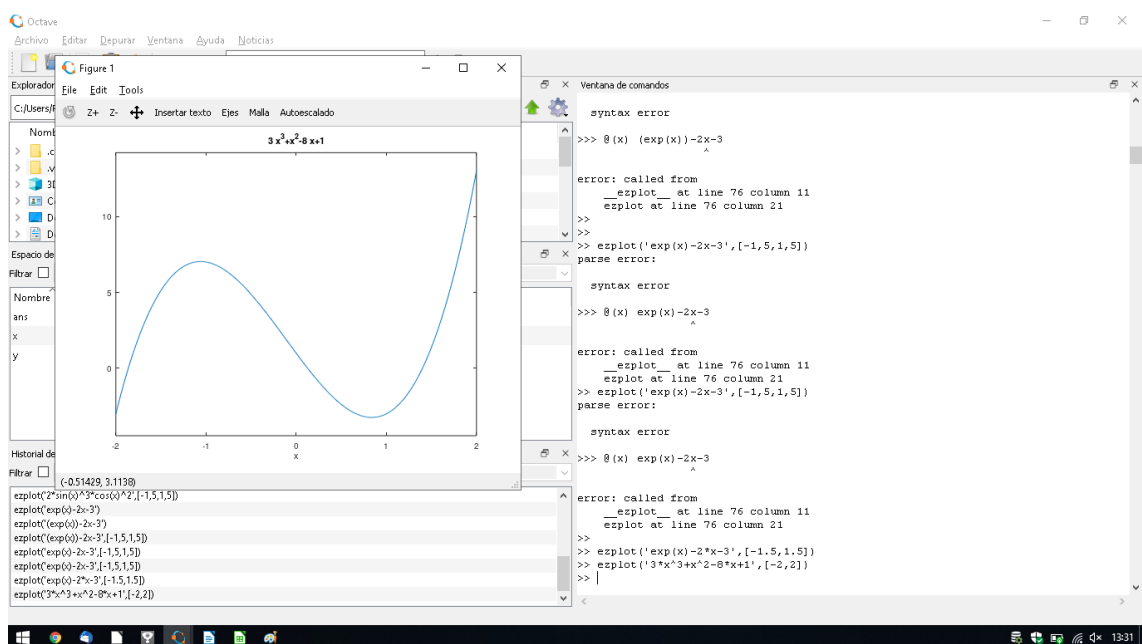 Octave
Archivo Editar Depurar Ventana Ayuda Noticias
Figure 1
File Edit Tools
Z+ Z- Insertar texto Ejes Malla Autoescalado
3 x^3+x^2-8 x+1
10
5
0
-2 -1 0 1 2
x
(-0.51429, 3.1138)
Explorador
C:/Users/
Espacio de
Filtrar
Nombre
ans
x
y
Historial de
Filtrar
ezplot('2*sin(x)^3*cos(x)^2',[-1,5,1,5])
ezplot('exp(x)-2x-3')
ezplot('(exp(x))-2x-3')
ezplot('(exp(x))-2x-3',[-1,5,1,5])
ezplot('exp(x)-2x-3',[-1,5,1,5])
ezplot('exp(x)-2x-3',[-1,5,1,5])
ezplot('exp(x)-2*x-3',[-1.5,1.5])
ezplot('3*x^3+x^2-8*x+1',[-2,2])
Ventana de comandos
syntax error
>>> @(x) (exp(x))-2x-3
^
error: called from
__ezplot__ at line 76 column 11
ezplot at line 76 column 21
>>
>>
>> ezplot('exp(x)-2x-3',[-1,5,1,5])
parse error:
syntax error
>>> @(x) exp(x)-2x-3
^
error: called from
__ezplot__ at line 76 column 11
ezplot at line 76 column 21
>> ezplot('exp(x)-2x-3',[-1,5,1,5])
parse error:
syntax error
>>> @(x) exp(x)-2x-3
^
error: called from
__ezplot__ at line 76 column 11
ezplot at line 76 column 21
>>
>> ezplot('exp(x)-2*x-3',[-1.5,1.5])
>> ezplot('3*x^3+x^2-8*x+1',[-2,2])
>>
13:31